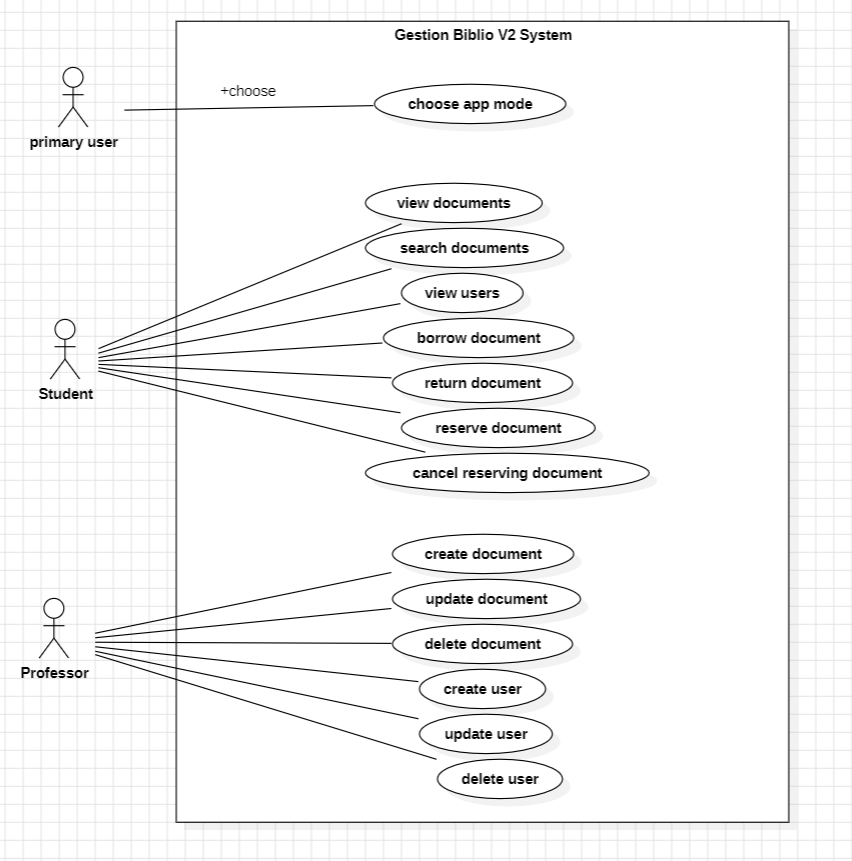 Gestion Biblio V2 System
+choose
choose app mode
primary user
view documents
search documents
view users
borrow document
return document
Student
reserve document
cancel reserving document
create document
update document
delete document
Professor
create user
update user
delete user